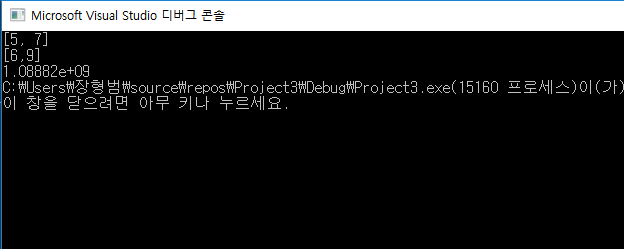 Microsoft Visual Studio 디버그 콘솔
[5, 7]
[6,9]
1.08882e+09
C:₩Users₩장형범₩source₩repos₩Project3₩Debug₩Project3.exe(15160 프로세스)이(가)
이 창을 닫으려면 아무 키나 누르세요.